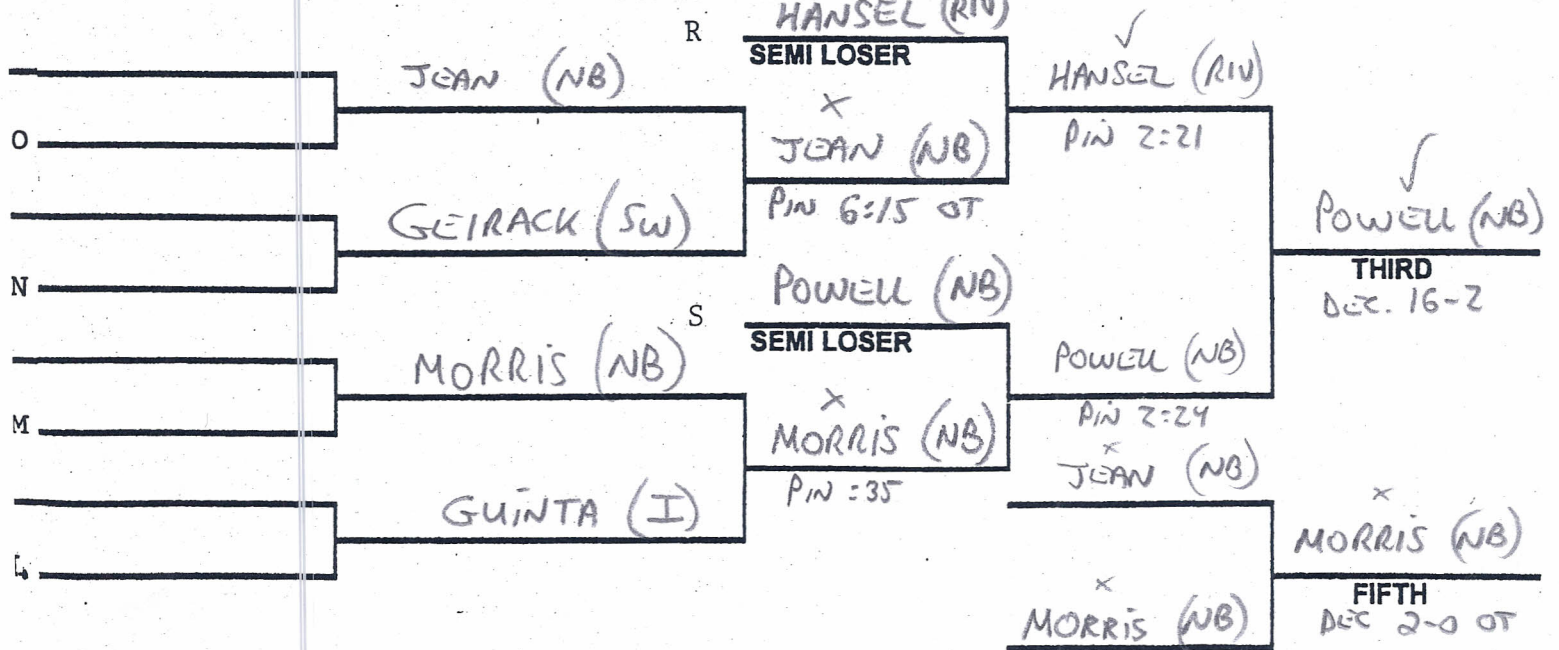 R
HANSEL (RIV)
SEMI LOSER
✓
JEAN (NB)
HANSEL (RIV)
x
O
JEAN (NB)
PIN 2:21
PIN 6:15 OT
✓
GEIRACK (SW)
POWELL (NB)
THIRD
DEC. 16-2
N
POWELL (NB)
S
SEMI LOSER
MORRIS (NB)
POWELL (NB)
x
M
MORRIS (NB)
PIN 2:24
x
JEAN (NB)
PIN :35
GUINTA (I)
x
MORRIS (NB)
L
FIFTH
DEC 2-0 OT
x
MORRIS (NB)